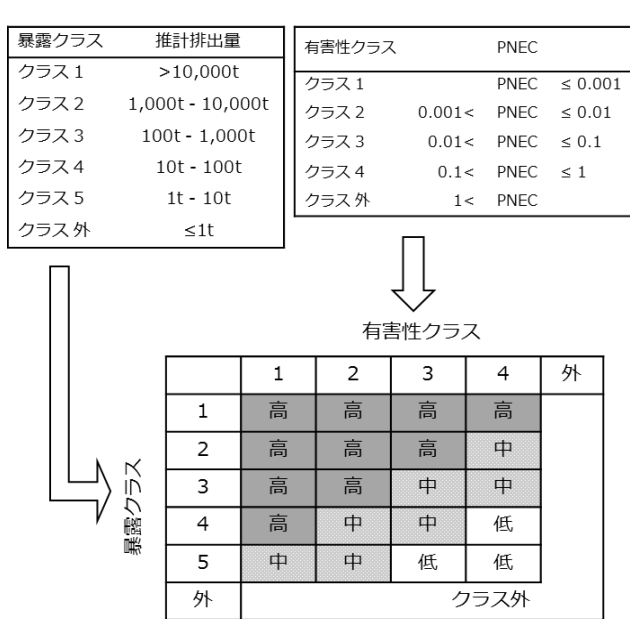 暴露クラス 推計排出量
クラス 1 >10,000t
クラス 2 1,000t - 10,000t
クラス 3 100t - 1,000t
クラス 4 10t - 100t
クラス 5 1t - 10t
クラス 外 ≤1t
有害性クラス PNEC
クラス 1 PNEC ≤ 0.001
クラス 2 0.001< PNEC ≤ 0.01
クラス 3 0.01< PNEC ≤ 0.1
クラス 4 0.1< PNEC ≤ 1
クラス 外 1< PNEC
有害性クラス
1 2 3 4 外
暴露クラス
1 高 高 高 高
2 高 高 高 中
3 高 高 中 中
4 高 中 中 低
5 中 中 低 低
外 クラス外